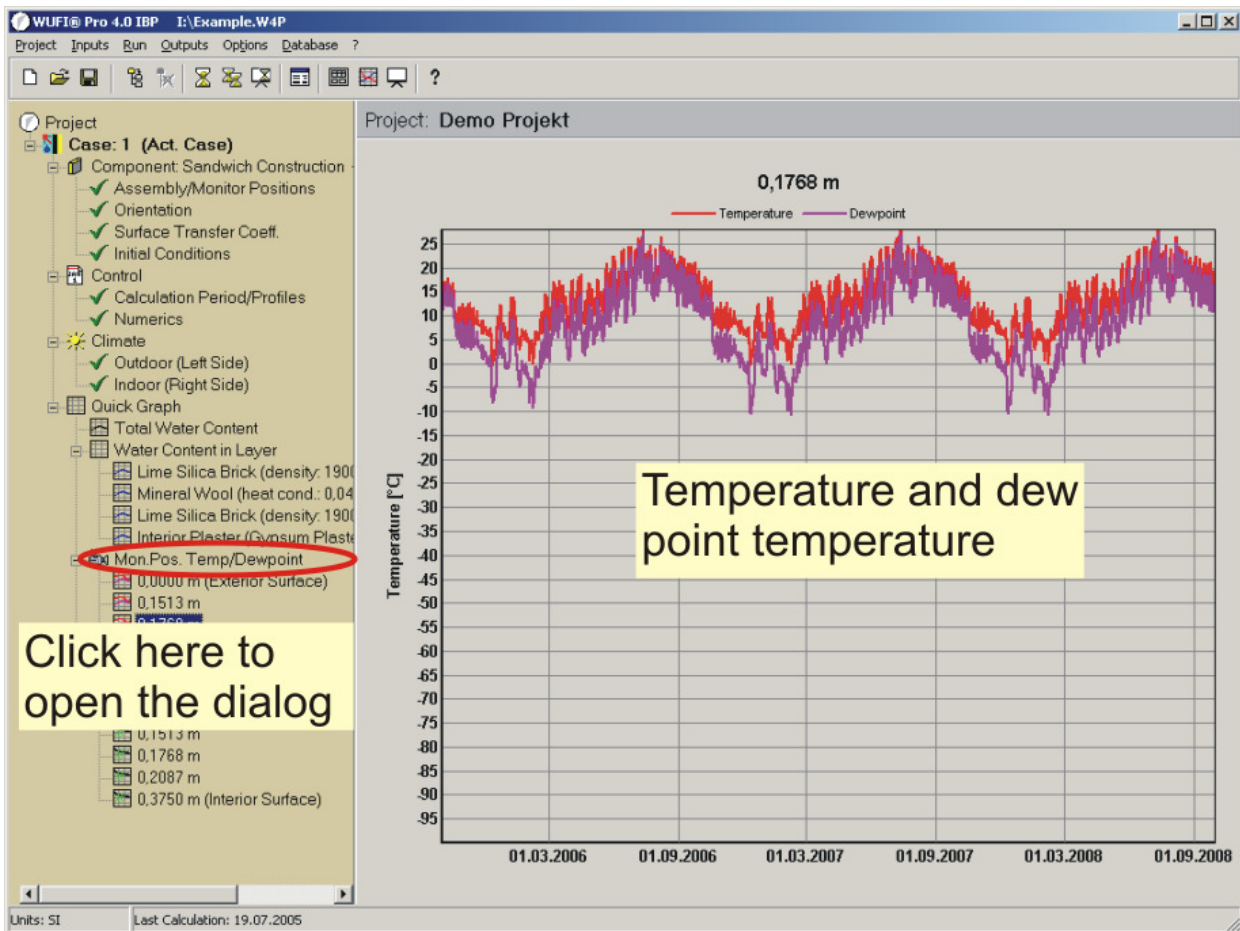 WUFI® Pro 4.0 IBP I:\Example.W4P
Project Inputs Run Outputs Options Database ?
?
Project
Case: 1 (Act. Case)
Component: Sandwich Construction -
Assembly/Monitor Positions
Orientation
Surface Transfer Coeff.
Initial Conditions
Control
Calculation Period/Profiles
Numerics
Climate
Outdoor (Left Side)
Indoor (Right Side)
Quick Graph
Total Water Content
Water Content in Layer
Lime Silica Brick (density: 1900
Mineral Wool (heat cond.: 0,04
Lime Silica Brick (density: 1900
Interior Plaster (Gypsum Plaste
Mon.Pos. Temp/Dewpoint
0,0000 m (Exterior Surface)
0,1513 m
0,1768 m
Click here to
open the dialog
0,1513 m
0,1768 m
0,2087 m
0,3750 m (Interior Surface)
Project: Demo Projekt
0,1768 m
Temperature Dewpoint
25
20
15
10
5
0
-5
-10
-15
-20
-25
-30
-35
-40
-45
-50
-55
-60
-65
-70
-75
-80
-85
-90
-95
Temperature [°C]
Temperature and dew
point temperature
01.03.2006 01.09.2006 01.03.2007 01.09.2007 01.03.2008 01.09.2008
Units: SI Last Calculation: 19.07.2005